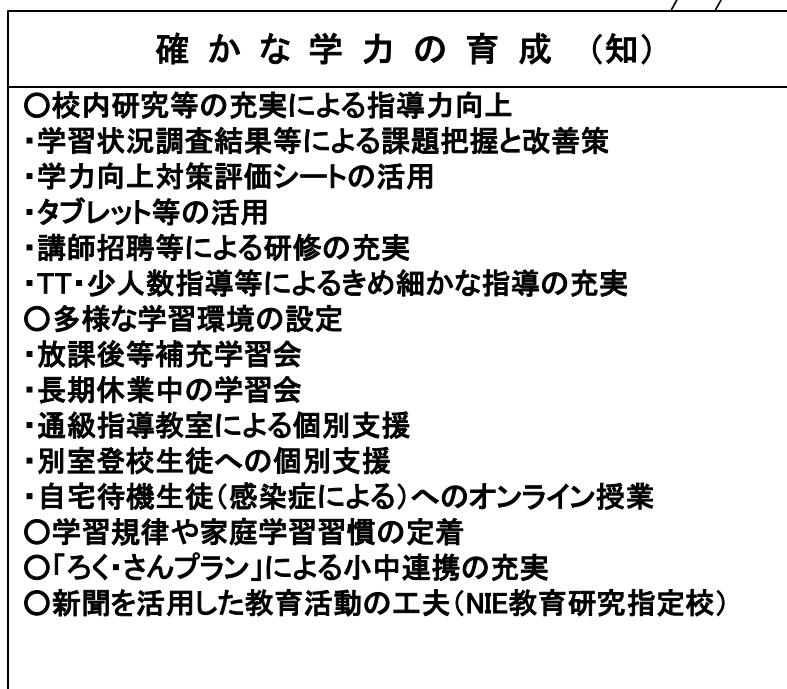 確かな学力の育成 （知）
○校内研究等の充実による指導力向上
・学習状況調査結果等による課題把握と改善策
・学力向上対策評価シートの活用
・タブレット等の活用
・講師招聘等による研修の充実
・TT・少人数指導等によるきめ細かな指導の充実
○多様な学習環境の設定
・放課後等補充学習会
・長期休業中の学習会
・通級指導教室による個別支援
・別室登校生徒への個別支援
・自宅待機生徒（感染症による）へのオンライン授業
○学習規律や家庭学習習慣の定着
○「ろく・さんプラン」による小中連携の充実
○新聞を活用した教育活動の工夫（NIE教育研究指定校）